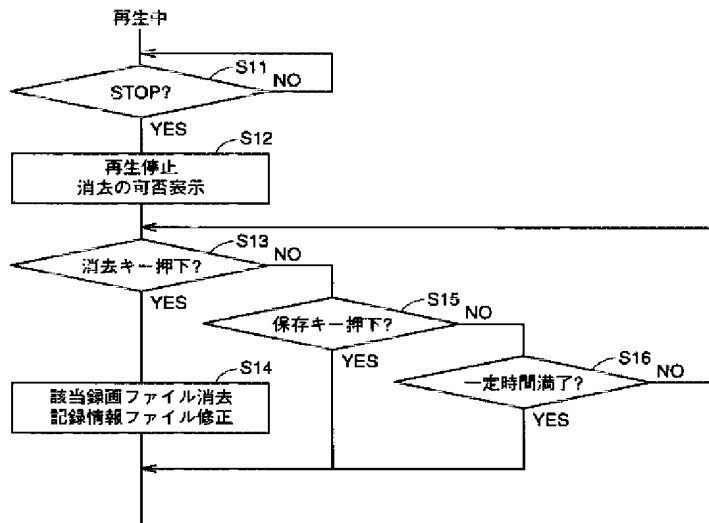 再生中
S11
STOP?
NO
YES
S12
再生停止
消去の可否表示
S13
消去キー押下?
NO
YES
S15
保存キー押下?
NO
YES
S16
一定時間満了?
NO
YES
S14
該当録画ファイル消去
記録情報ファイル修正